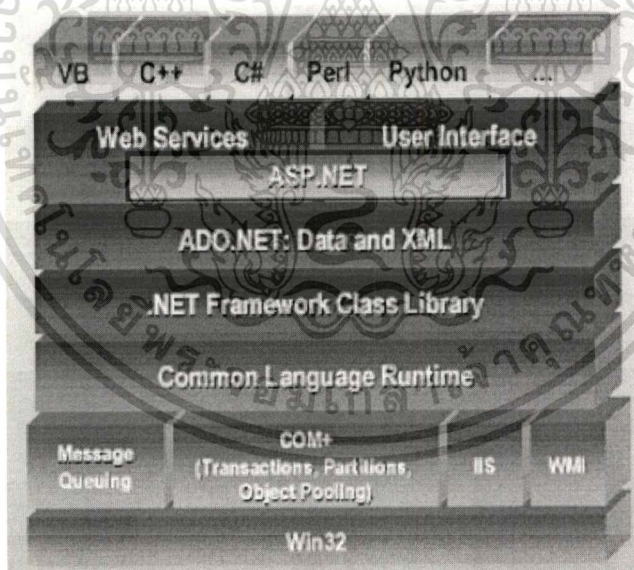 VB C++ C# Perl Python ...
Web Services User Interface
ASP.NET
ADO.NET: Data and XML
.NET Framework Class Library
Common Language Runtime
Message Queuing
COM+
(Transactions, Partitions,
Object Pooling)
IIS WMI
Win32